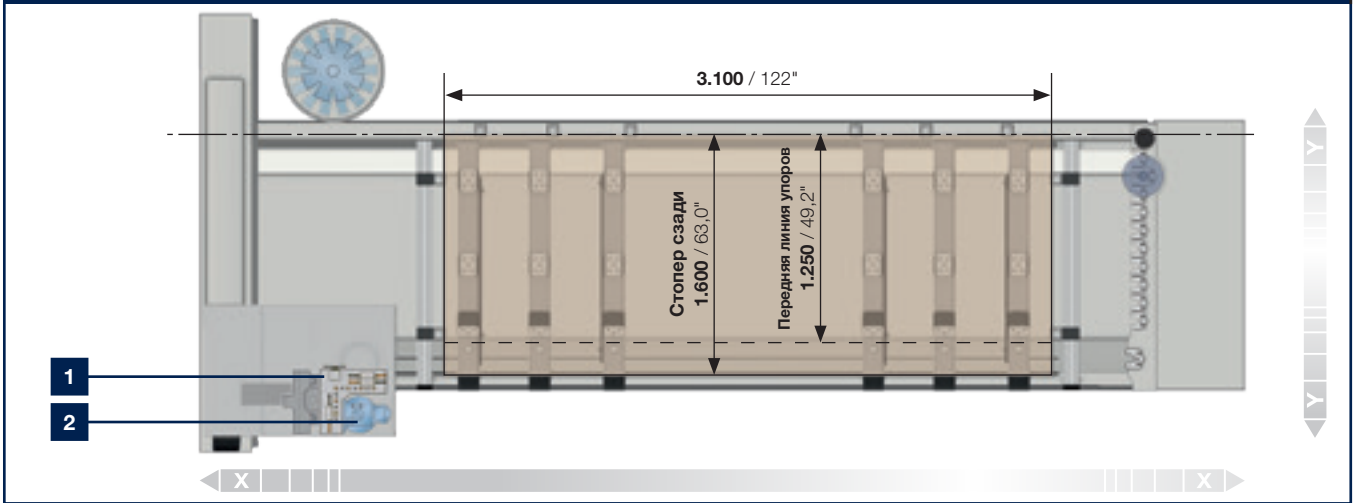 3.100 / 122"
Стопер сзади
1.600 / 63,0"
Передняя линия упоров
1.250 / 49,2"
Y
Y
1
2
X
X